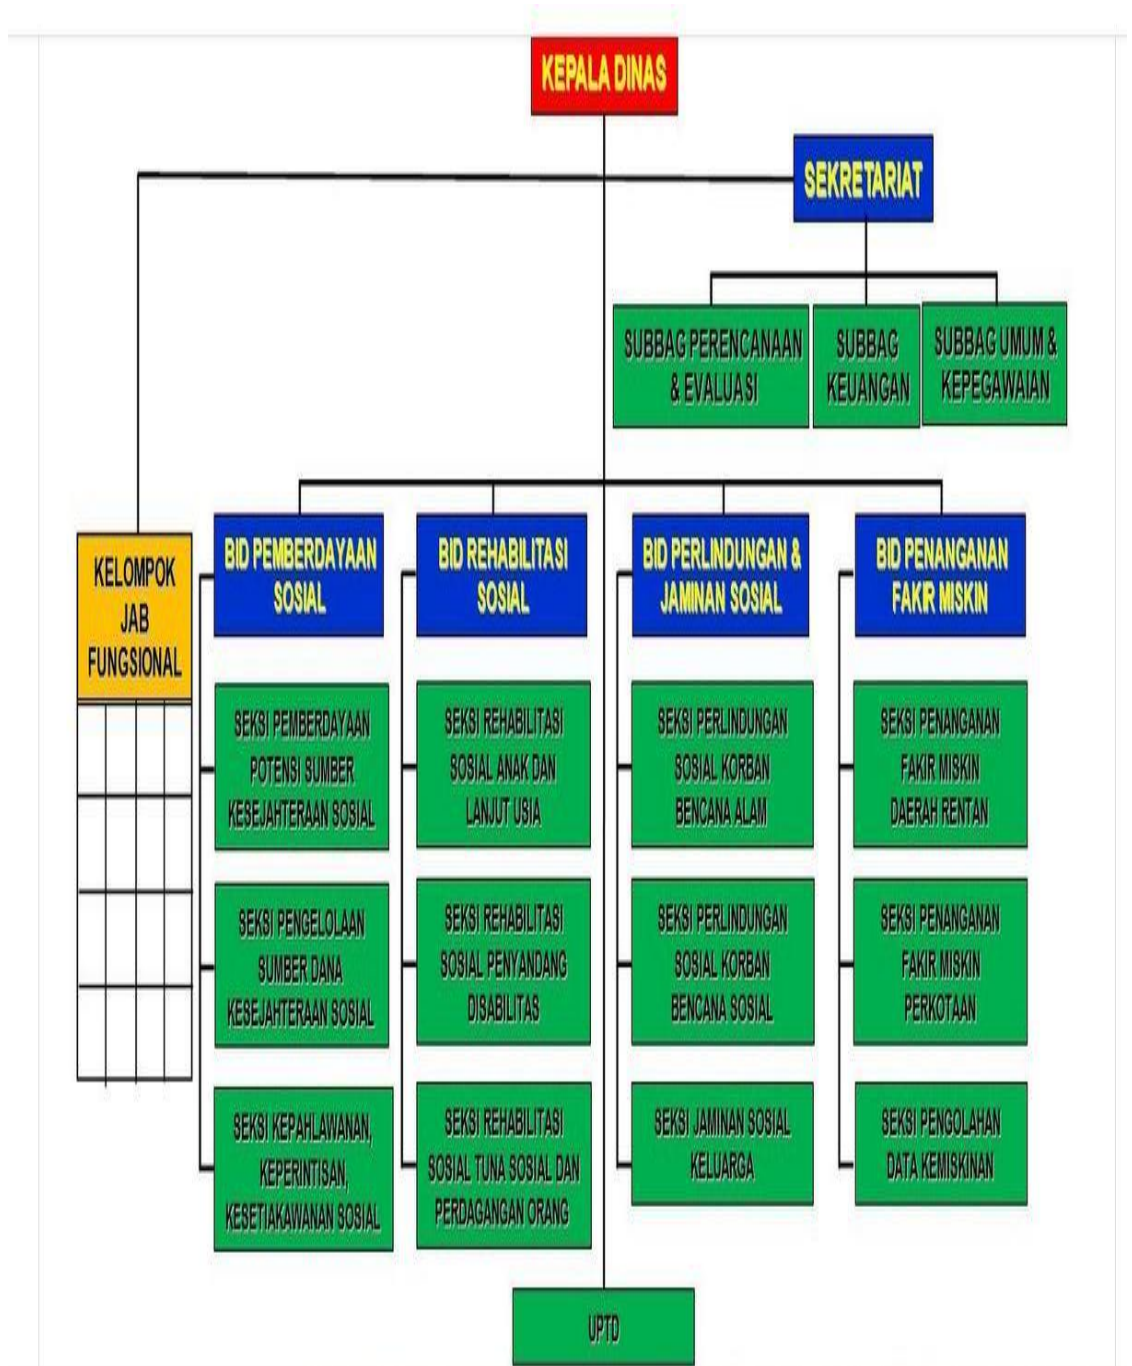 KEPALA DINAS
SEKRETARIAT
SUBBAG PERENCANAAN
& EVALUASI
SUBBAG
KEUANGAN
SUBBAG UMUM &
KEPEGAWAIAN
KELOMPOK
JAB
FUNGSIONAL
BID PEMBERDAYAAN
SOSIAL
SEKSI PEMBERDAYAAN
POTENSI SUMBER
KESEJAHTERAAN SOSIAL
SEKSI PENGELOLAAN
SUMBER DANA
KESEJAHTERAAN SOSIAL
SEKSI KEPAHLAWANAN,
KEPERINTISAN,
KESETIAKAWANAN SOSIAL
BID REHABILITASI
SOSIAL
SEKSI REHABILITASI
SOSIAL ANAK DAN
LANJUT USIA
SEKSI REHABILITASI
SOSIAL PENYANDANG
DISABILITAS
SEKSI REHABILITASI
SOSIAL TUNA SOSIAL DAN
PERDAGANGAN ORANG
BID PERLINDUNGAN &
JAMINAN SOSIAL
SEKSI PERLINDUNGAN
SOSIAL KORBAN
BENCANA ALAM
SEKSI PERLINDUNGAN
SOSIAL KORBAN
BENCANA SOSIAL
SEKSI JAMINAN SOSIAL
KELUARGA
BID PENANGANAN
FAKIR MISKIN
SEKSI PENANGANAN
FAKIR MISKIN
DAERAH RENTAN
SEKSI PENANGANAN
FAKIR MISKIN
PERKOTAAN
SEKSI PENGOLAHAN
DATA KEMISKINAN
UPTD